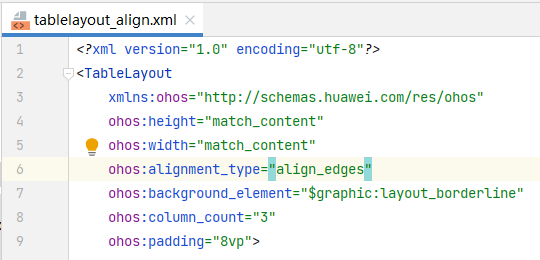 tablelayout_align.xml
1 <?xml version="1.0" encoding="utf-8"?>
2 <TableLayout
3 xmlns:ohos="http://schemas.huawei.com/res/ohos"
4 ohos:height="match_content"
5 ohos:width="match_content"
6 ohos:alignment_type="align_edges"
7 ohos:background_element="$graphic:layout_borderline"
8 ohos:column_count="3"
9 ohos:padding="8vp">